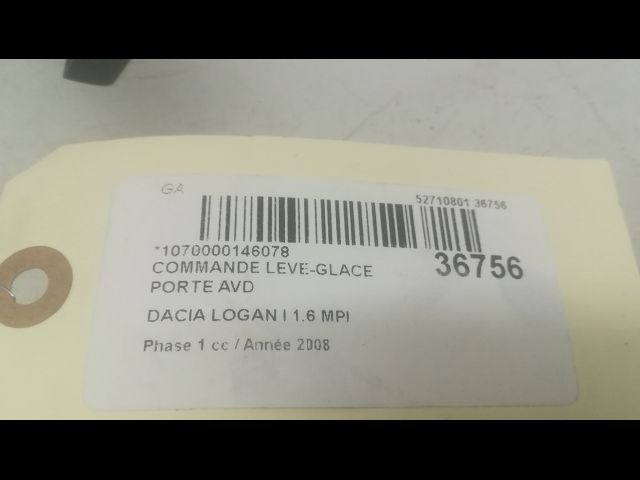 GA
52710801 36756
*1070000146078
36756
COMMANDE LEVE-GLACE
PORTE AVD
DACIA LOGAN I 1.6 MPI
Phase 1 cc / Année 2008